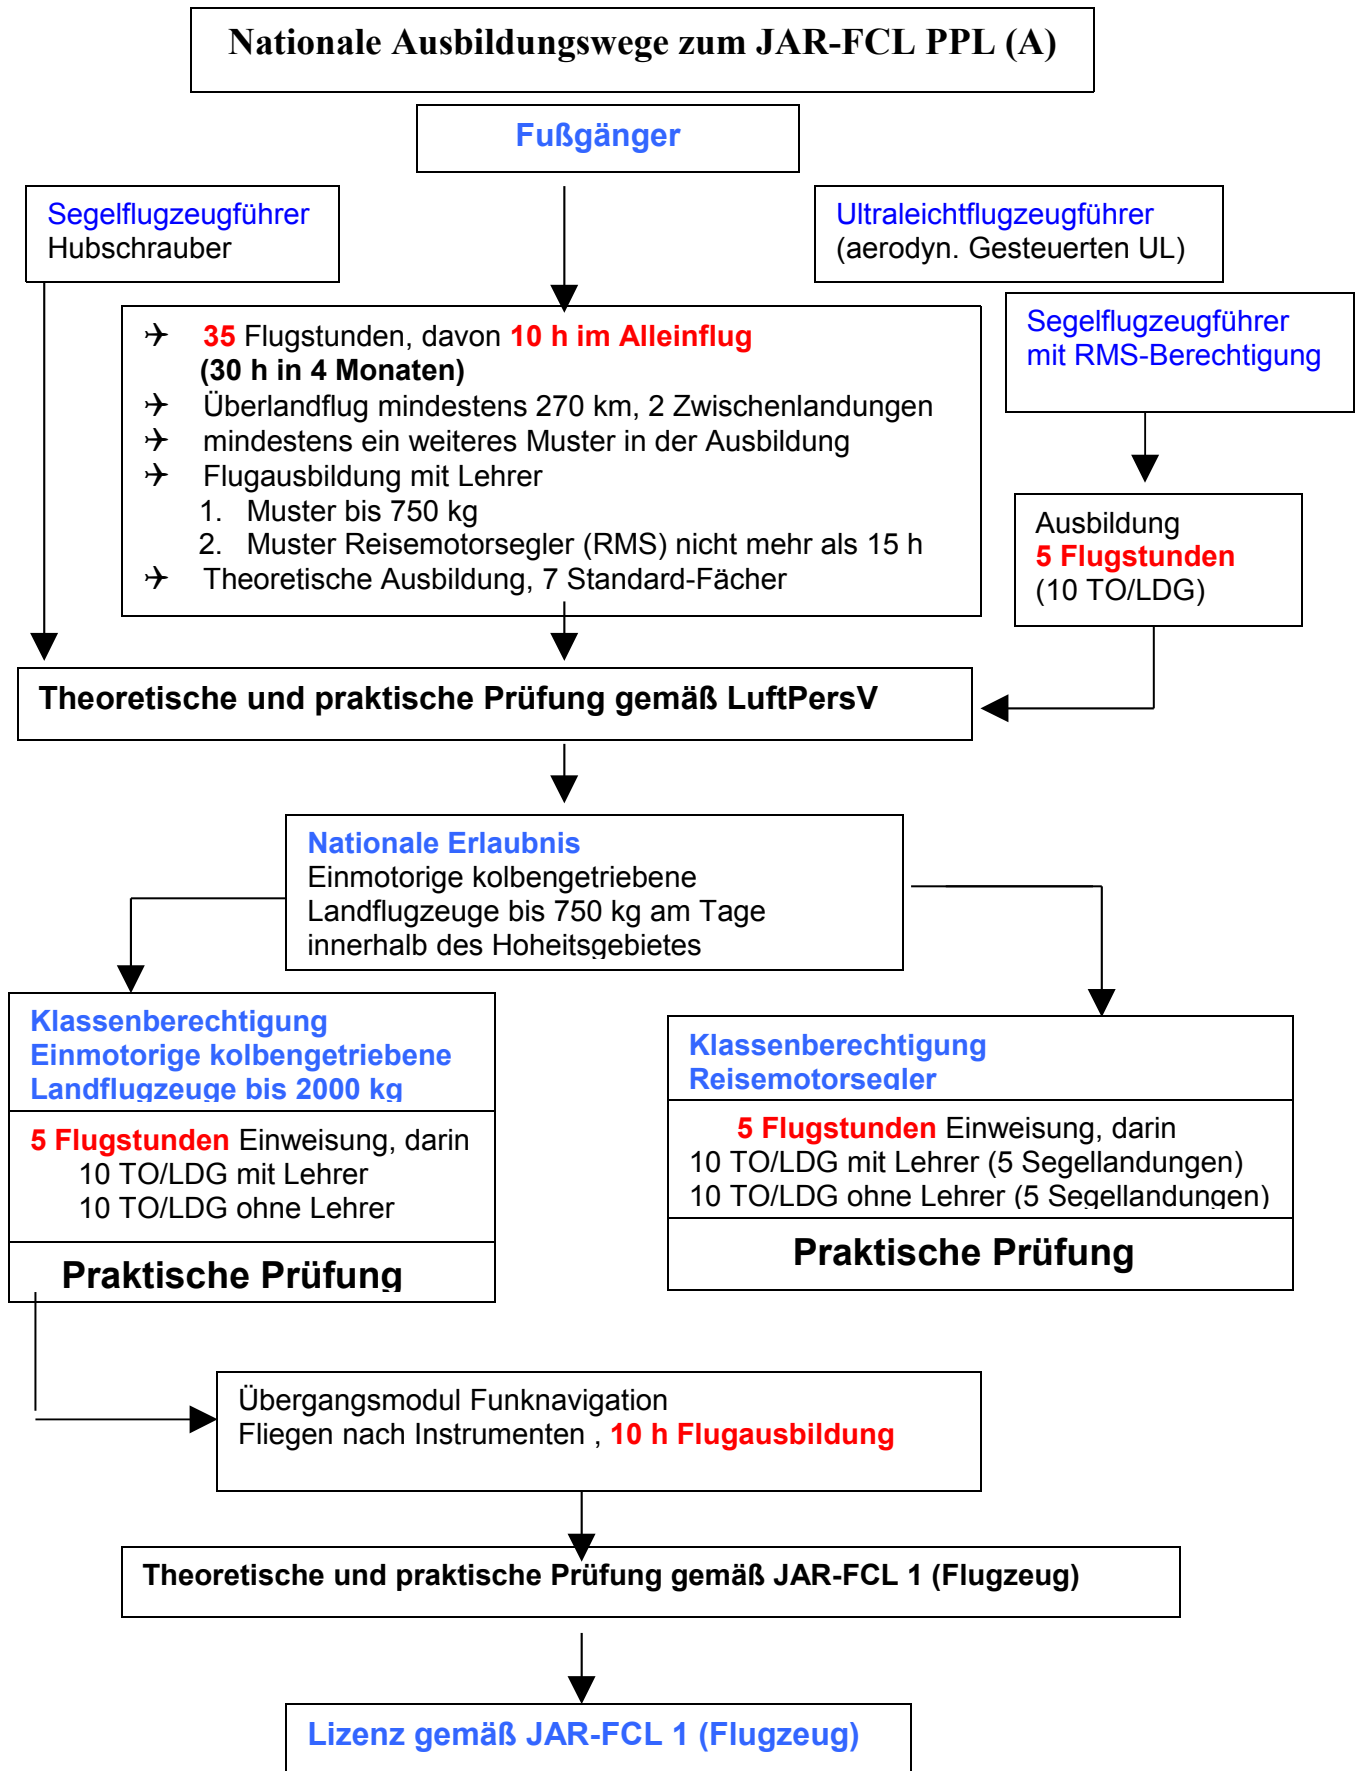 Nationale Ausbildungswege zum JAR-FCL PPL (A)
Fußgänger
Segelflugzeugführer
Hubschrauber
Ultraleichtflugzeugführer
(aerodyn. Gesteuerten UL)
35 Flugstunden, davon 10 h im Alleinflug
(30 h in 4 Monaten)
Überlandflug mindestens 270 km, 2 Zwischenlandungen
mindestens ein weiteres Muster in der Ausbildung
Flugausbildung mit Lehrer
1. Muster bis 750 kg
2. Muster Reisemotorsegler (RMS) nicht mehr als 15 h
Theoretische Ausbildung, 7 Standard-Fächer
Segelflugzeugführer
mit RMS-Berechtigung
Ausbildung
5 Flugstunden
(10 TO/LDG)
Theoretische und praktische Prüfung gemäß LuftPersV
Nationale Erlaubnis
Einmotorige kolbengetriebene
Landflugzeuge bis 750 kg am Tage
innerhalb des Hoheitsgebietes
Klassenberechtigung
Einmotorige kolbengetriebene
Landflugzeuge bis 2000 kg
5 Flugstunden Einweisung, darin
10 TO/LDG mit Lehrer
10 TO/LDG ohne Lehrer
Praktische Prüfung
Klassenberechtigung
Reisemotorsegler
5 Flugstunden Einweisung, darin
10 TO/LDG mit Lehrer (5 Segellandungen)
10 TO/LDG ohne Lehrer (5 Segellandungen)
Praktische Prüfung
Übergangsmodul Funknavigation
Fliegen nach Instrumenten , 10 h Flugausbildung
Theoretische und praktische Prüfung gemäß JAR-FCL 1 (Flugzeug)
Lizenz gemäß JAR-FCL 1 (Flugzeug)